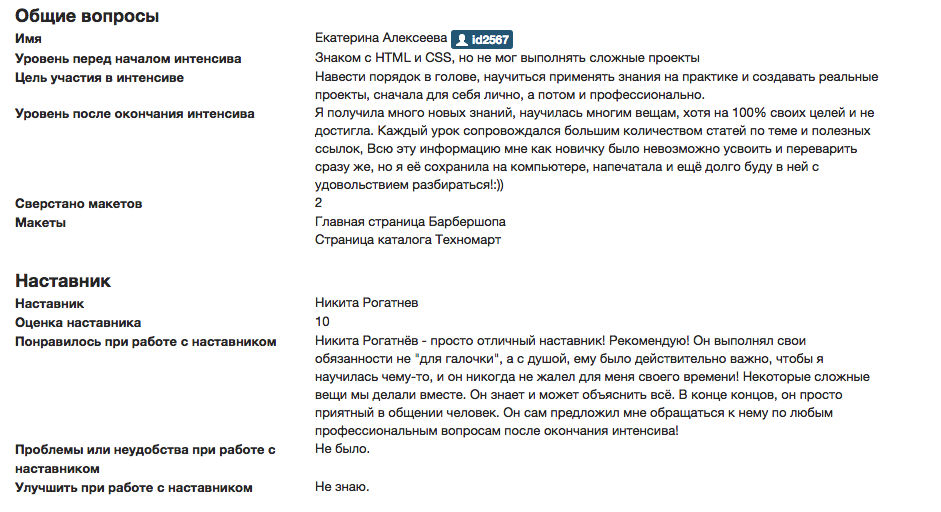 Общие вопросы
Имя Екатерина Алексеева id2567
Уровень перед началом интенсива Знаком с HTML и CSS, но не мог выполнять сложные проекты
Цель участия в интенсиве Навести порядок в голове, научиться применять знания на практике и создавать реальные
проекты, сначала для себя лично, а потом и профессионально.
Уровень после окончания интенсива Я получила много новых знаний, научилась многим вещам, хотя на 100% своих целей и не
достигла. Каждый урок сопровождался большим количеством статей по теме и полезных
ссылок, Всю эту информацию мне как новичку было невозможно усвоить и переварить
сразу же, но я её сохранила на компьютере, напечатала и ещё долго буду в ней с
удовольствием разбираться!:))
Сверстано макетов 2
Макеты Главная страница Барбершопа
Страница каталога Техномарт
Наставник
Наставник Никита Рогатнев
Оценка наставника 10
Понравилось при работе с наставником Никита Рогатнёв - просто отличный наставник! Рекомендую! Он выполнял свои
обязанности не "для галочки", а с душой, ему было действительно важно, чтобы я
научилась чему-то, и он никогда не жалел для меня своего времени! Некоторые сложные
вещи мы делали вместе. Он знает и может объяснить всё. В конце концов, он просто
приятный в общении человек. Он сам предложил мне обращаться к нему по любым
профессиональным вопросам после окончания интенсива!
Проблемы или неудобства при работе с Не было.
наставником
Улучшить при работе с наставником Не знаю.